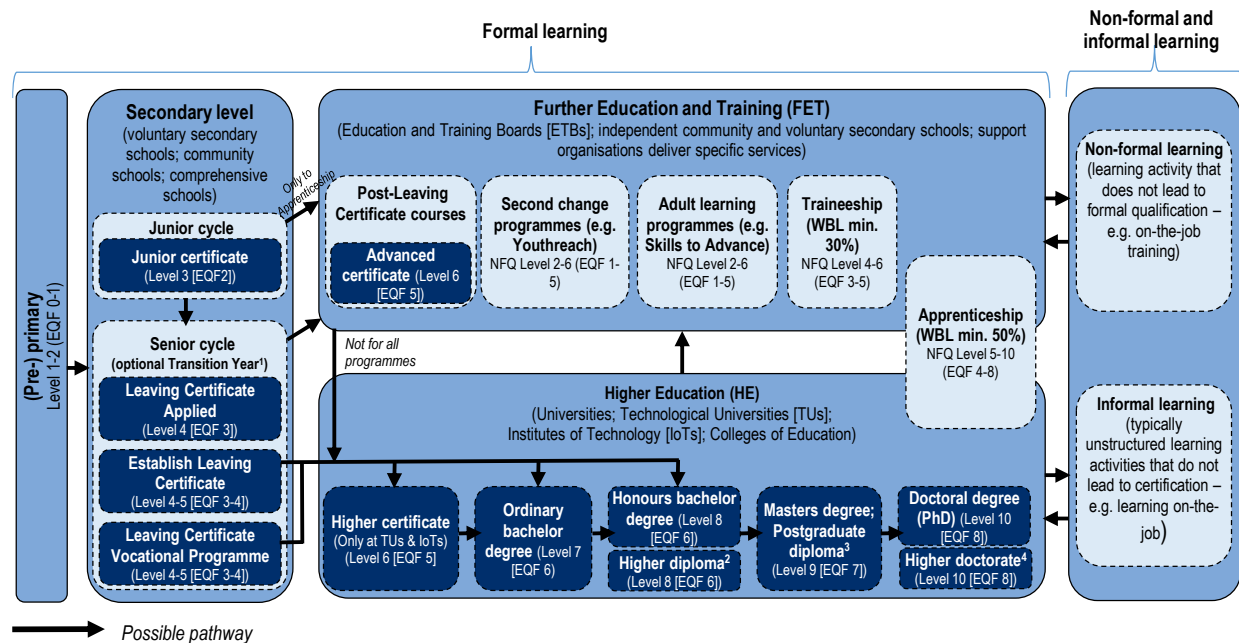 Formal learning
Non-formal and
informal learning
(Pre-) primary
Level 1-2 (EQF 0-1)
Secondary level
(voluntary secondary
schools; community
schools; comprehensive
schools)
Junior cycle
Junior certificate
(Level 3 [EQF2])
Senior cycle
(optional Transition Year¹)
Leaving Certificate
Applied
(Level 4 [EQF 3])
Establish Leaving
Certificate
(Level 4-5 [EQF 3-4])
Leaving Certificate
Vocational Programme
(Level 4-5 [EQF 3-4])
Only to
Apprenticeship
Further Education and Training (FET)
(Education and Training Boards [ETBs]; independent community and voluntary secondary schools; support
organisations deliver specific services)
Post-Leaving
Certificate courses
Advanced
certificate (Level 6
[EQF 5])
Second change
programmes (e.g.
Youthreach)
NFQ Level 2-6 (EQF 1-
5)
Adult learning
programmes (e.g.
Skills to Advance)
NFQ Level 2-6
(EQF 1-5)
Traineeship
(WBL min.
30%)
NFQ Level 4-6
(EQF 3-5)
Apprenticeship
(WBL min. 50%)
NFQ Level 5-10
(EQF 4-8)
Not for all
programmes
Higher Education (HE)
(Universities; Technological Universities [TUs];
Institutes of Technology [IoTs]; Colleges of Education)
Higher certificate
(Only at TUs & IoTs)
(Level 6 [EQF 5]
Ordinary
bachelor
degree (Level 7
[EQF 6)
Honours bachelor
degree (Level 8
[EQF 6])
Higher diploma²
(Level 8 [EQF 6])
Masters degree;
Postgraduate
diploma³
(Level 9 [EQF 7])
Doctoral degree
(PhD) (Level 10
[EQF 8])
Higher doctorate⁴
(Level 10 [EQF 8])
Non-formal learning
(learning activity that
does not lead to
formal qualification –
e.g. on-the-job
training)
Informal learning
(typically
unstructured learning
activities that do not
lead to certification –
e.g. learning on-the-
job)
Possible pathway